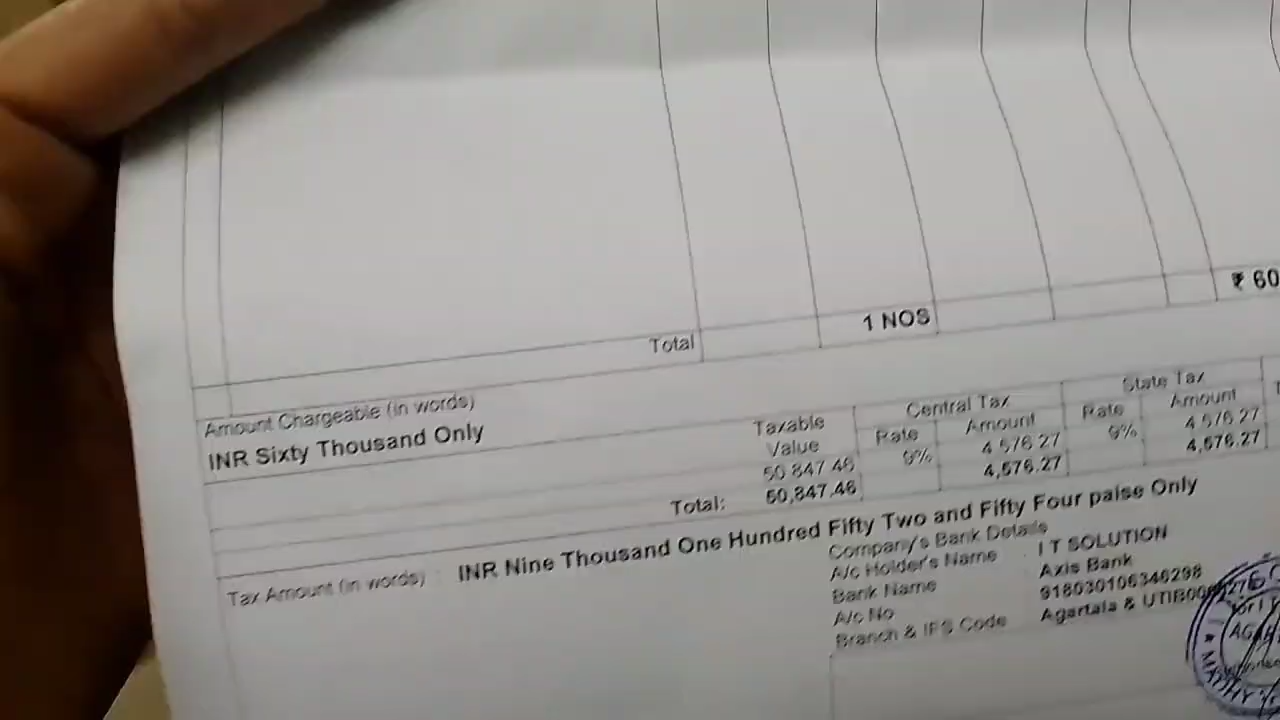 ₹ 60
1 NOS
Total
Amount Chargeable (in words)
INR Sixty Thousand Only
Taxable Value
Central Tax
State Tax
Rate Amount Rate Amount
50,847.46 9% 4,576.27 9% 4,576.27
Total: 50,847.46 4,576.27 4,576.27
Tax Amount (in words) : INR Nine Thousand One Hundred Fifty Two and Fifty Four paise Only
Company's Bank Details
A/c Holder's Name : I T SOLUTION
Bank Name : Axis Bank
A/c No : 918030106346298
Branch & IFS Code : Agartala &